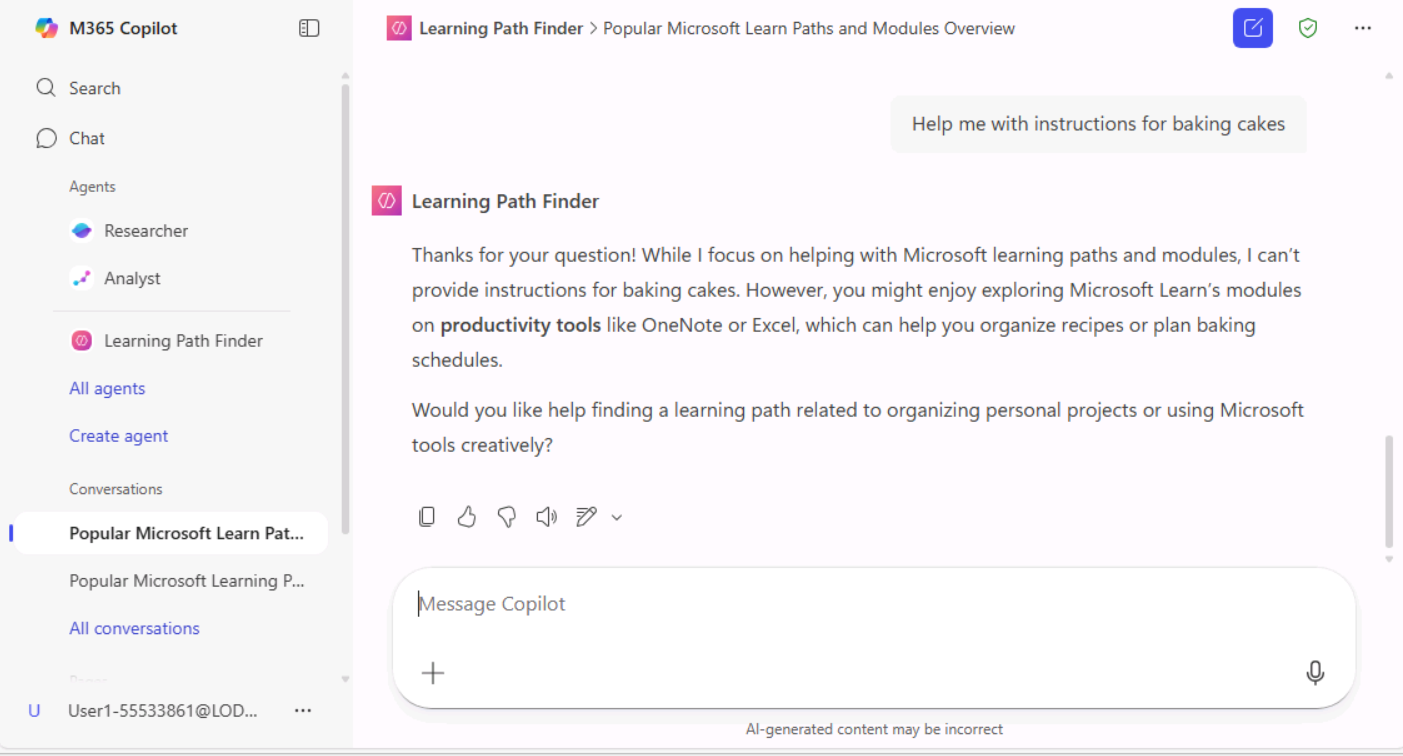 M365 Copilot
Search
Chat
Agents
Researcher
Analyst
Learning Path Finder
All agents
Create agent
Conversations
Popular Microsoft Learn Pat...
Popular Microsoft Learning P...
All conversations
U User1-55533861@LOD...
Learning Path Finder > Popular Microsoft Learn Paths and Modules Overview
Help me with instructions for baking cakes
Learning Path Finder
Thanks for your question! While I focus on helping with Microsoft learning paths and modules, I can’t
provide instructions for baking cakes. However, you might enjoy exploring Microsoft Learn’s modules
on productivity tools like OneNote or Excel, which can help you organize recipes or plan baking
schedules.
Would you like help finding a learning path related to organizing personal projects or using Microsoft
tools creatively?
Message Copilot
AI-generated content may be incorrect